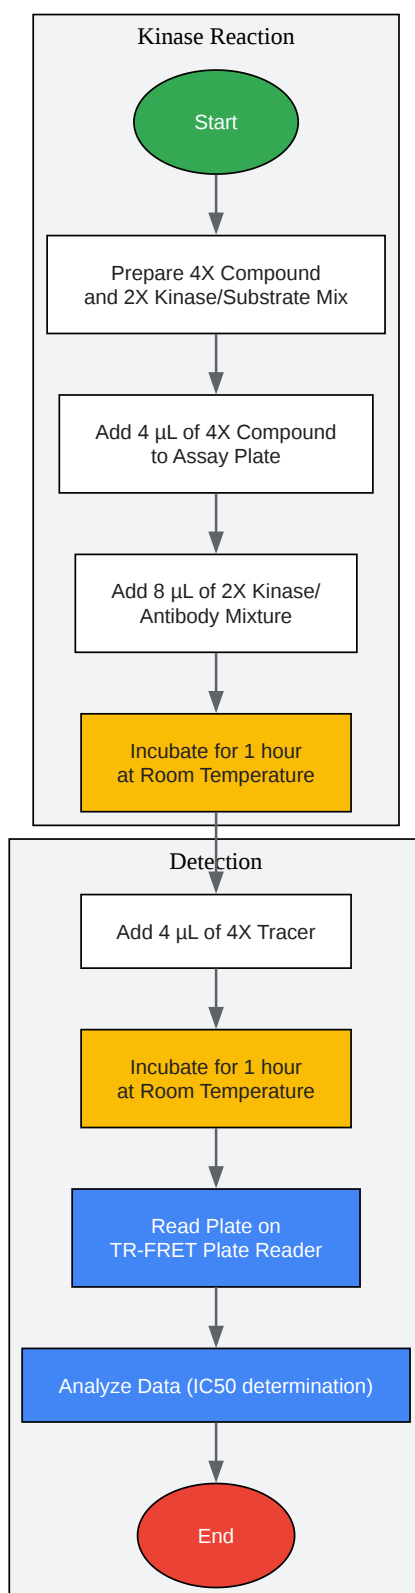 Kinase Reaction
Start
Prepare 4X Compound
and 2X Kinase/Substrate Mix
Add 4 µL of 4X Compound
to Assay Plate
Add 8 µL of 2X Kinase/
Antibody Mixture
Incubate for 1 hour
at Room Temperature
Detection
Add 4 µL of 4X Tracer
Incubate for 1 hour
at Room Temperature
Read Plate on
TR-FRET Plate Reader
Analyze Data (IC50 determination)
End